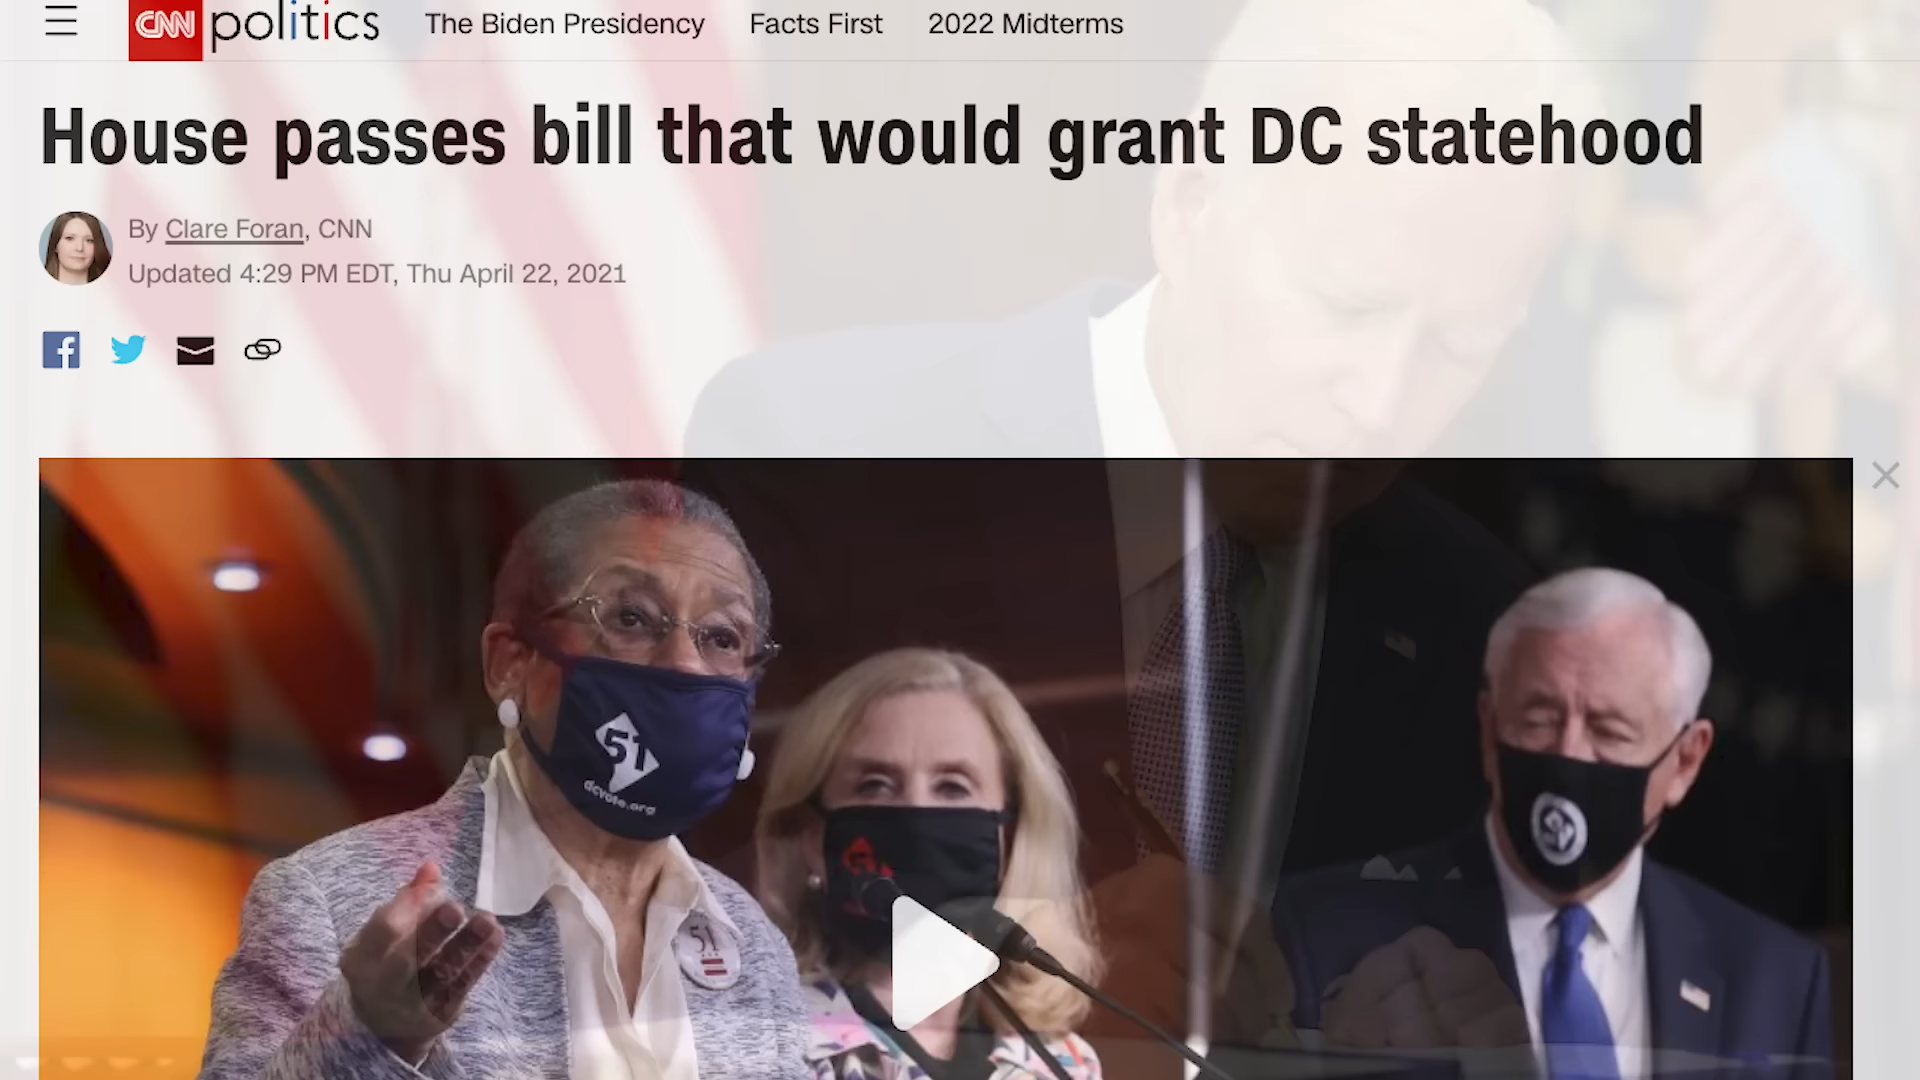 CNN politics The Biden Presidency Facts First 2022 Midterms
House passes bill that would grant DC statehood
By Clare Foran, CNN
Updated 4:29 PM EDT, Thu April 22, 2021
51
dcvote.org
51
51